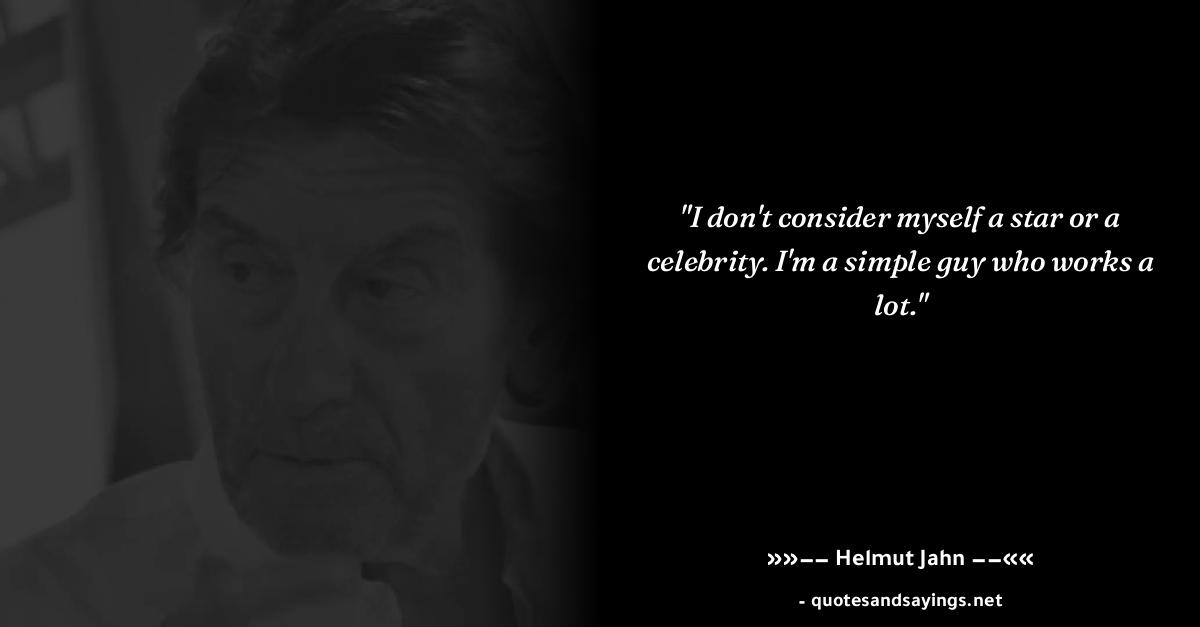 "I don't consider myself a star or a
celebrity. I'm a simple guy who works a
lot."
»»−− Helmut Jahn −−««
- quotesandsayings.net